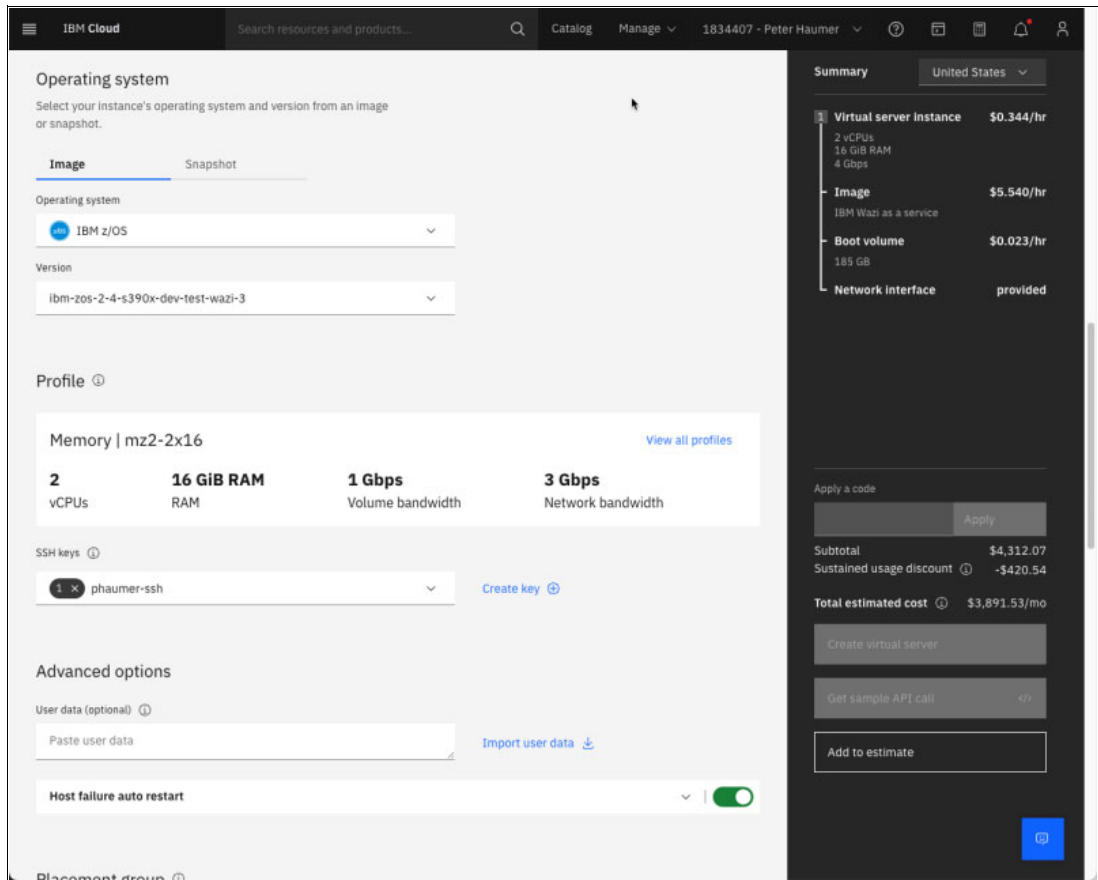 IBM Cloud
Search resources and products...
Catalog
Manage
1834407 - Peter Haumer
Operating system
Select your instance's operating system and version from an image
or snapshot.
Image
Snapshot
Operating system
IBM z/OS
Version
ibm-zos-2-4-s390x-dev-test-wazi-3
Profile
Memory | mz2-2x16
View all profiles
2
vCPUs
16 GiB RAM
RAM
1 Gbps
Volume bandwidth
3 Gbps
Network bandwidth
SSH keys
1 ×
phaumer-ssh
Create key
Advanced options
User data (optional)
Paste user data
Import user data
Host failure auto restart
Placement group
Summary
United States
1 Virtual server instance $0.344/hr
2 vCPUs
16 GiB RAM
4 Gbps
Image $5.540/hr
IBM Wazi as a service
Boot volume $0.023/hr
185 GB
Network interface provided
Apply a code
Apply
Subtotal $4,312.07
Sustained usage discount -$420.54
Total estimated cost $3,891.53/mo
Create virtual server
Get sample API call </>
Add to estimate